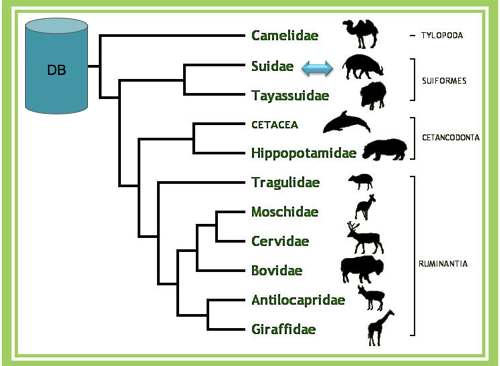 DB
Camelidae
TYLOPODA
Suidae
SUIFORMES
Tayassuidae
CETACEA
CETANCODONTA
Hippopotamidae
Tragulidae
Moschidae
Cervidae
RUMINANTIA
Bovidae
Antilocapridae
Giraffidae